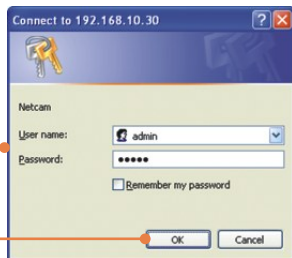 Connect to 192.168.10.30
Netcam
User name:
admin
Password:
•••••
Remember my password
OK Cancel